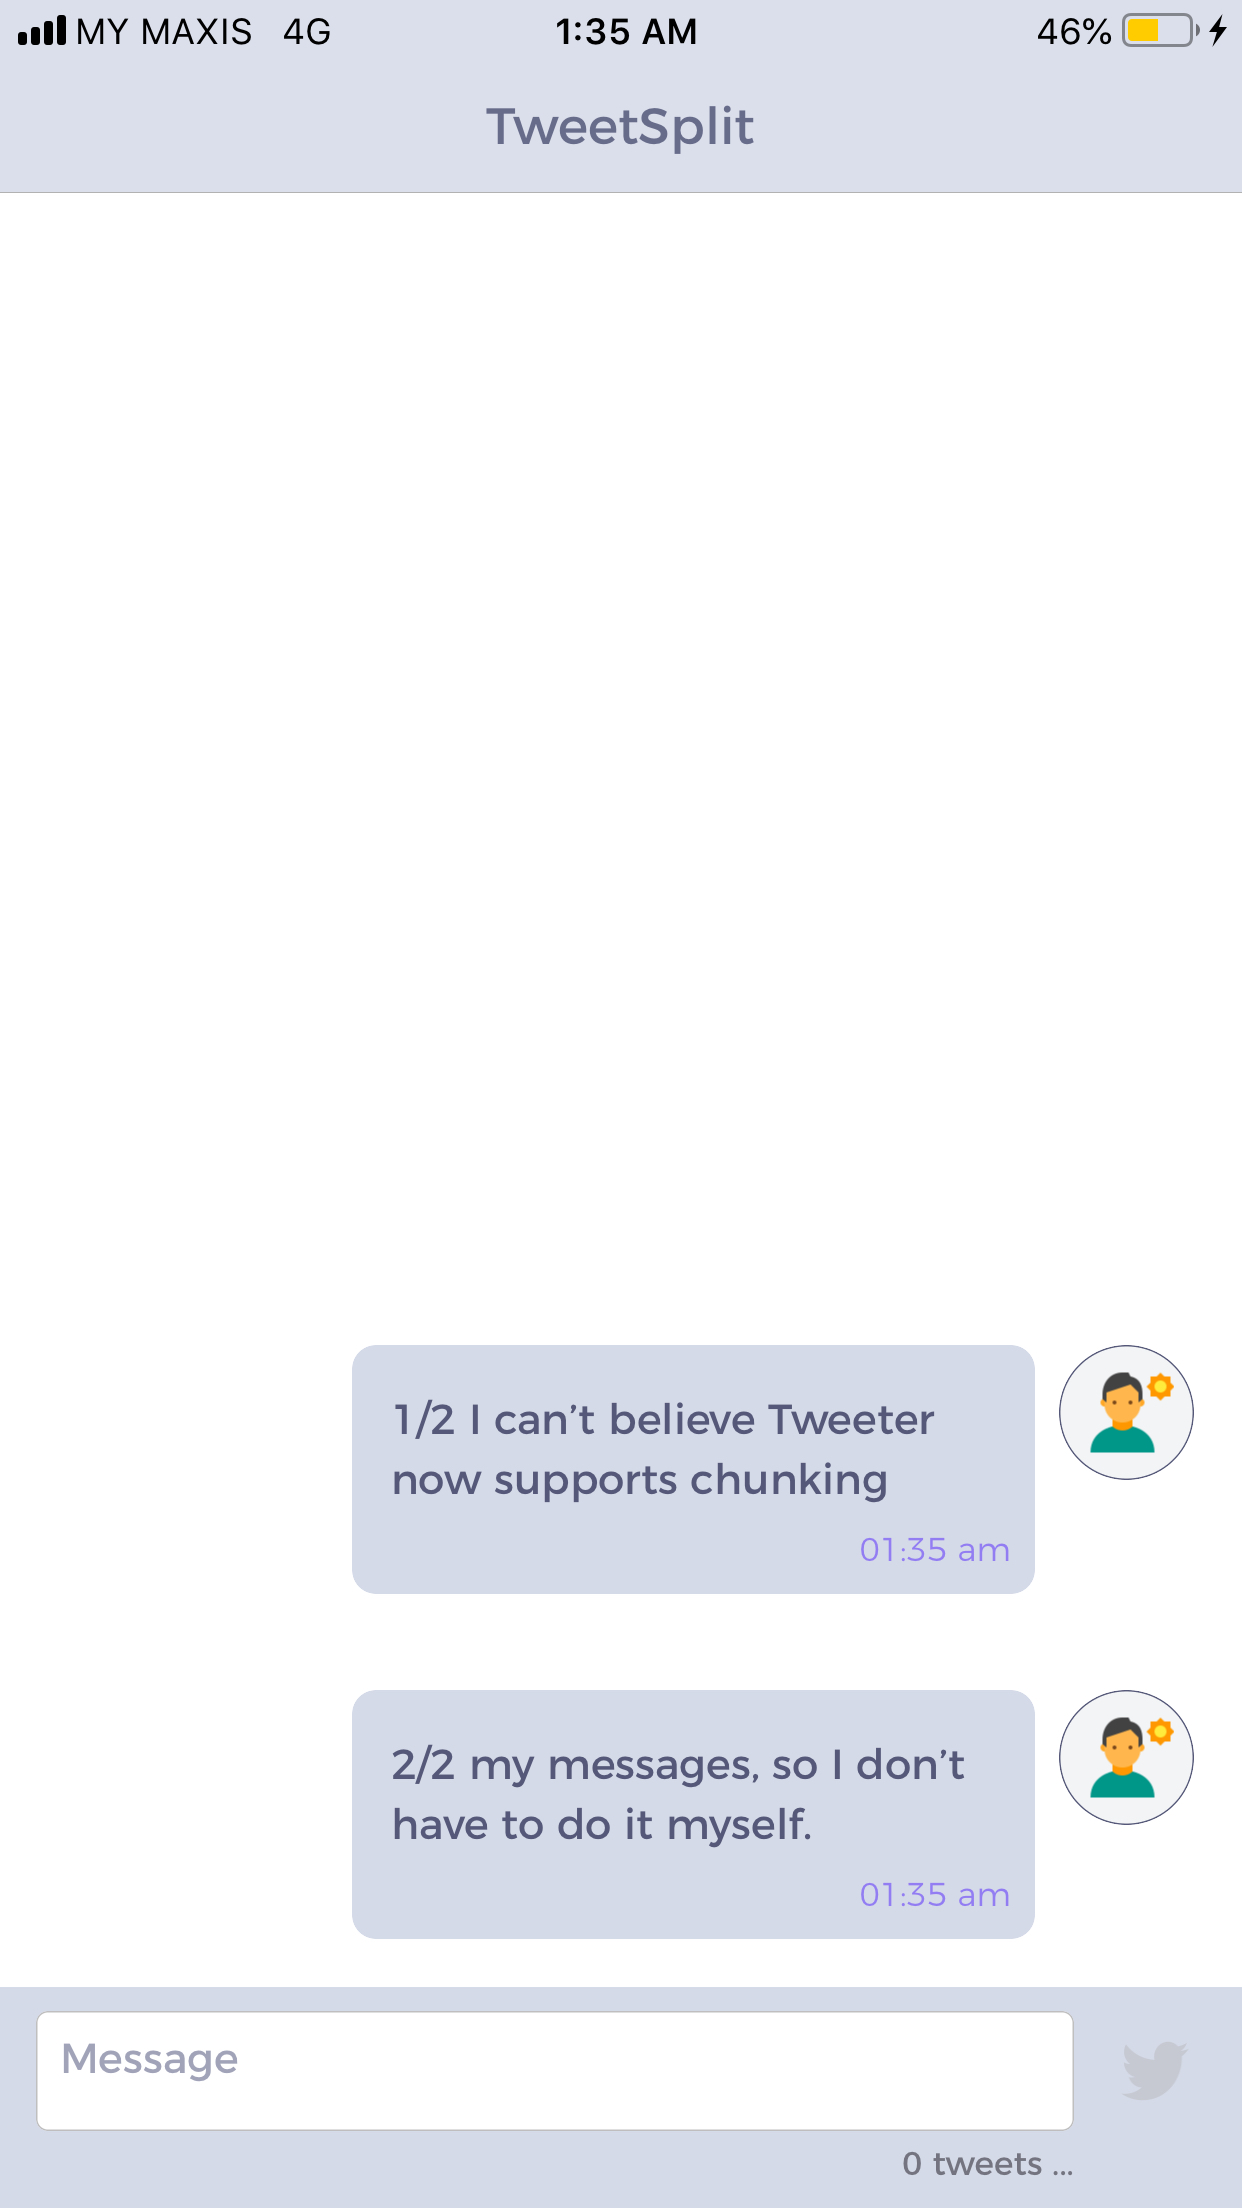 MY MAXIS 4G 1:35 AM 46%
TweetSplit
1/2 I can’t believe Tweeter
now supports chunking
01:35 am
2/2 my messages, so I don’t
have to do it myself.
01:35 am
Message
0 tweets ...